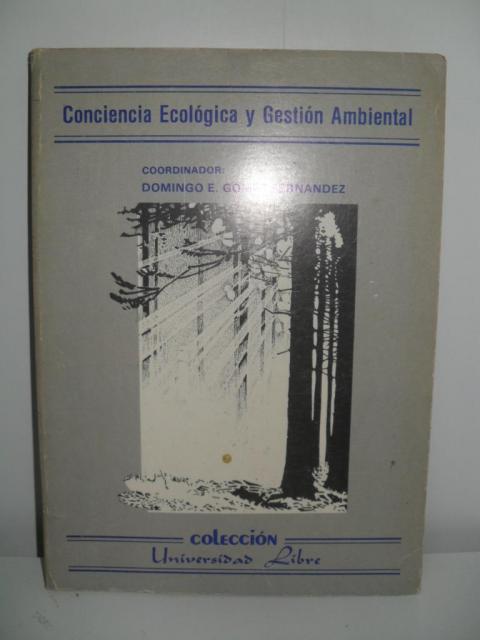 Conciencia Ecológica y Gestión Ambiental
COORDINADOR:
DOMINGO E.
COLECCIÓN
Universidad Libre